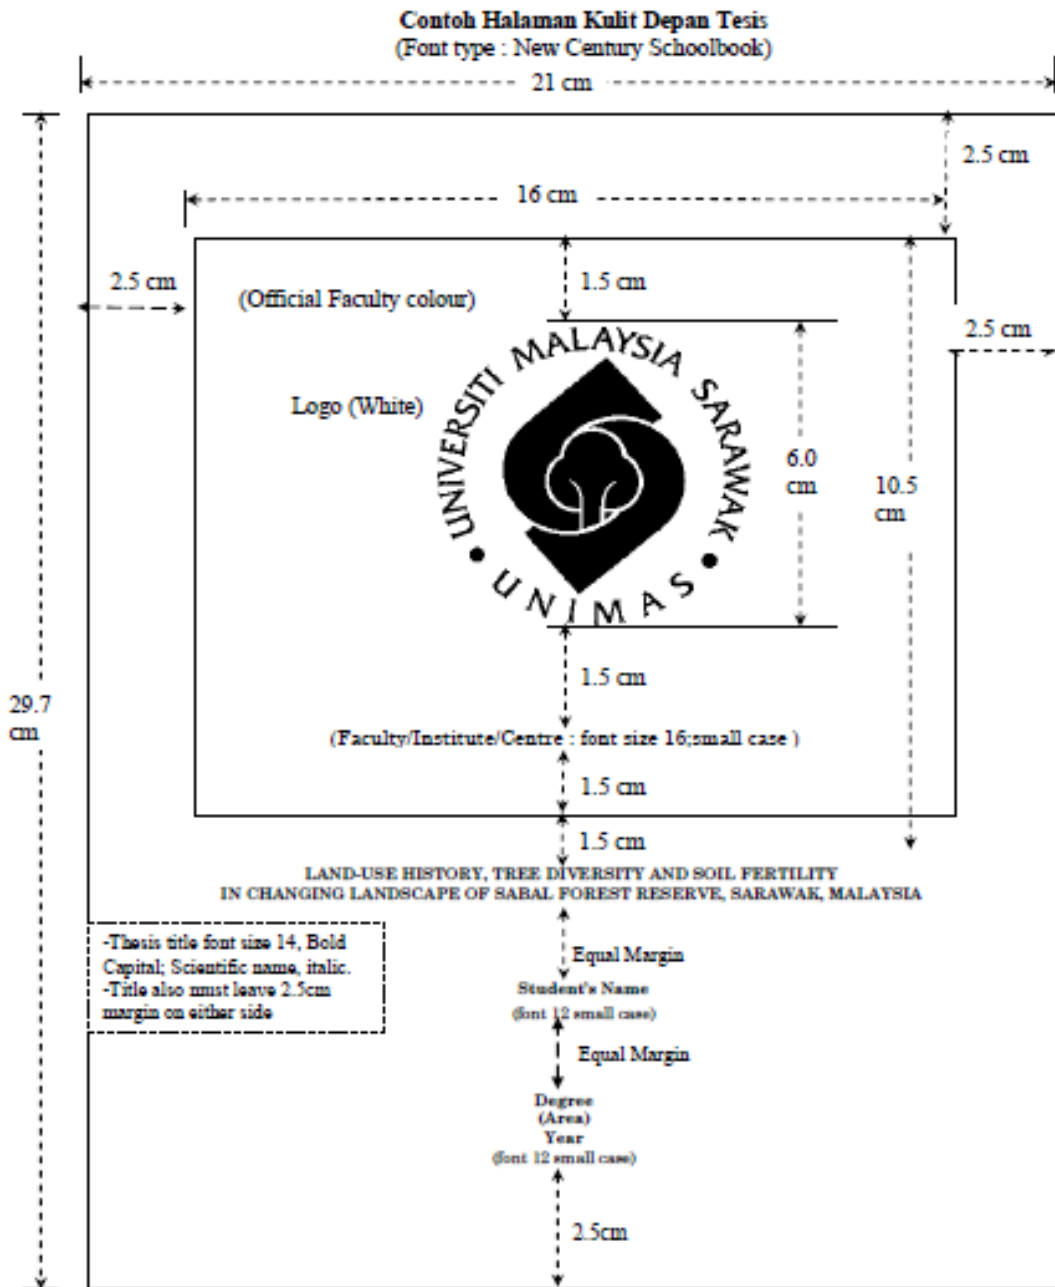 Contoh Halaman Kulit Depan Tesis
(Font type : New Century Schoolbook)
21 cm
2.5 cm
16 cm
2.5 cm
1.5 cm
(Official Faculty colour)
2.5 cm
UNIVERSITI MALAYSIA SARAWAK
• UNIMAS •
Logo (White)
6.0
cm
10.5
cm
1.5 cm
29.7
cm
(Faculty/Institute/Centre : font size 16;small case )
1.5 cm
1.5 cm
LAND-USE HISTORY, TREE DIVERSITY AND SOIL FERTILITY
IN CHANGING LANDSCAPE OF SABAL FOREST RESERVE, SARAWAK, MALAYSIA
-Thesis title font size 14, Bold
Capital; Scientific name, italic.
-Title also must leave 2.5cm
margin on either side
Equal Margin
Student's Name
(font 12 small case)
Equal Margin
Degree
(Area)
Year
(font 12 small case)
2.5cm